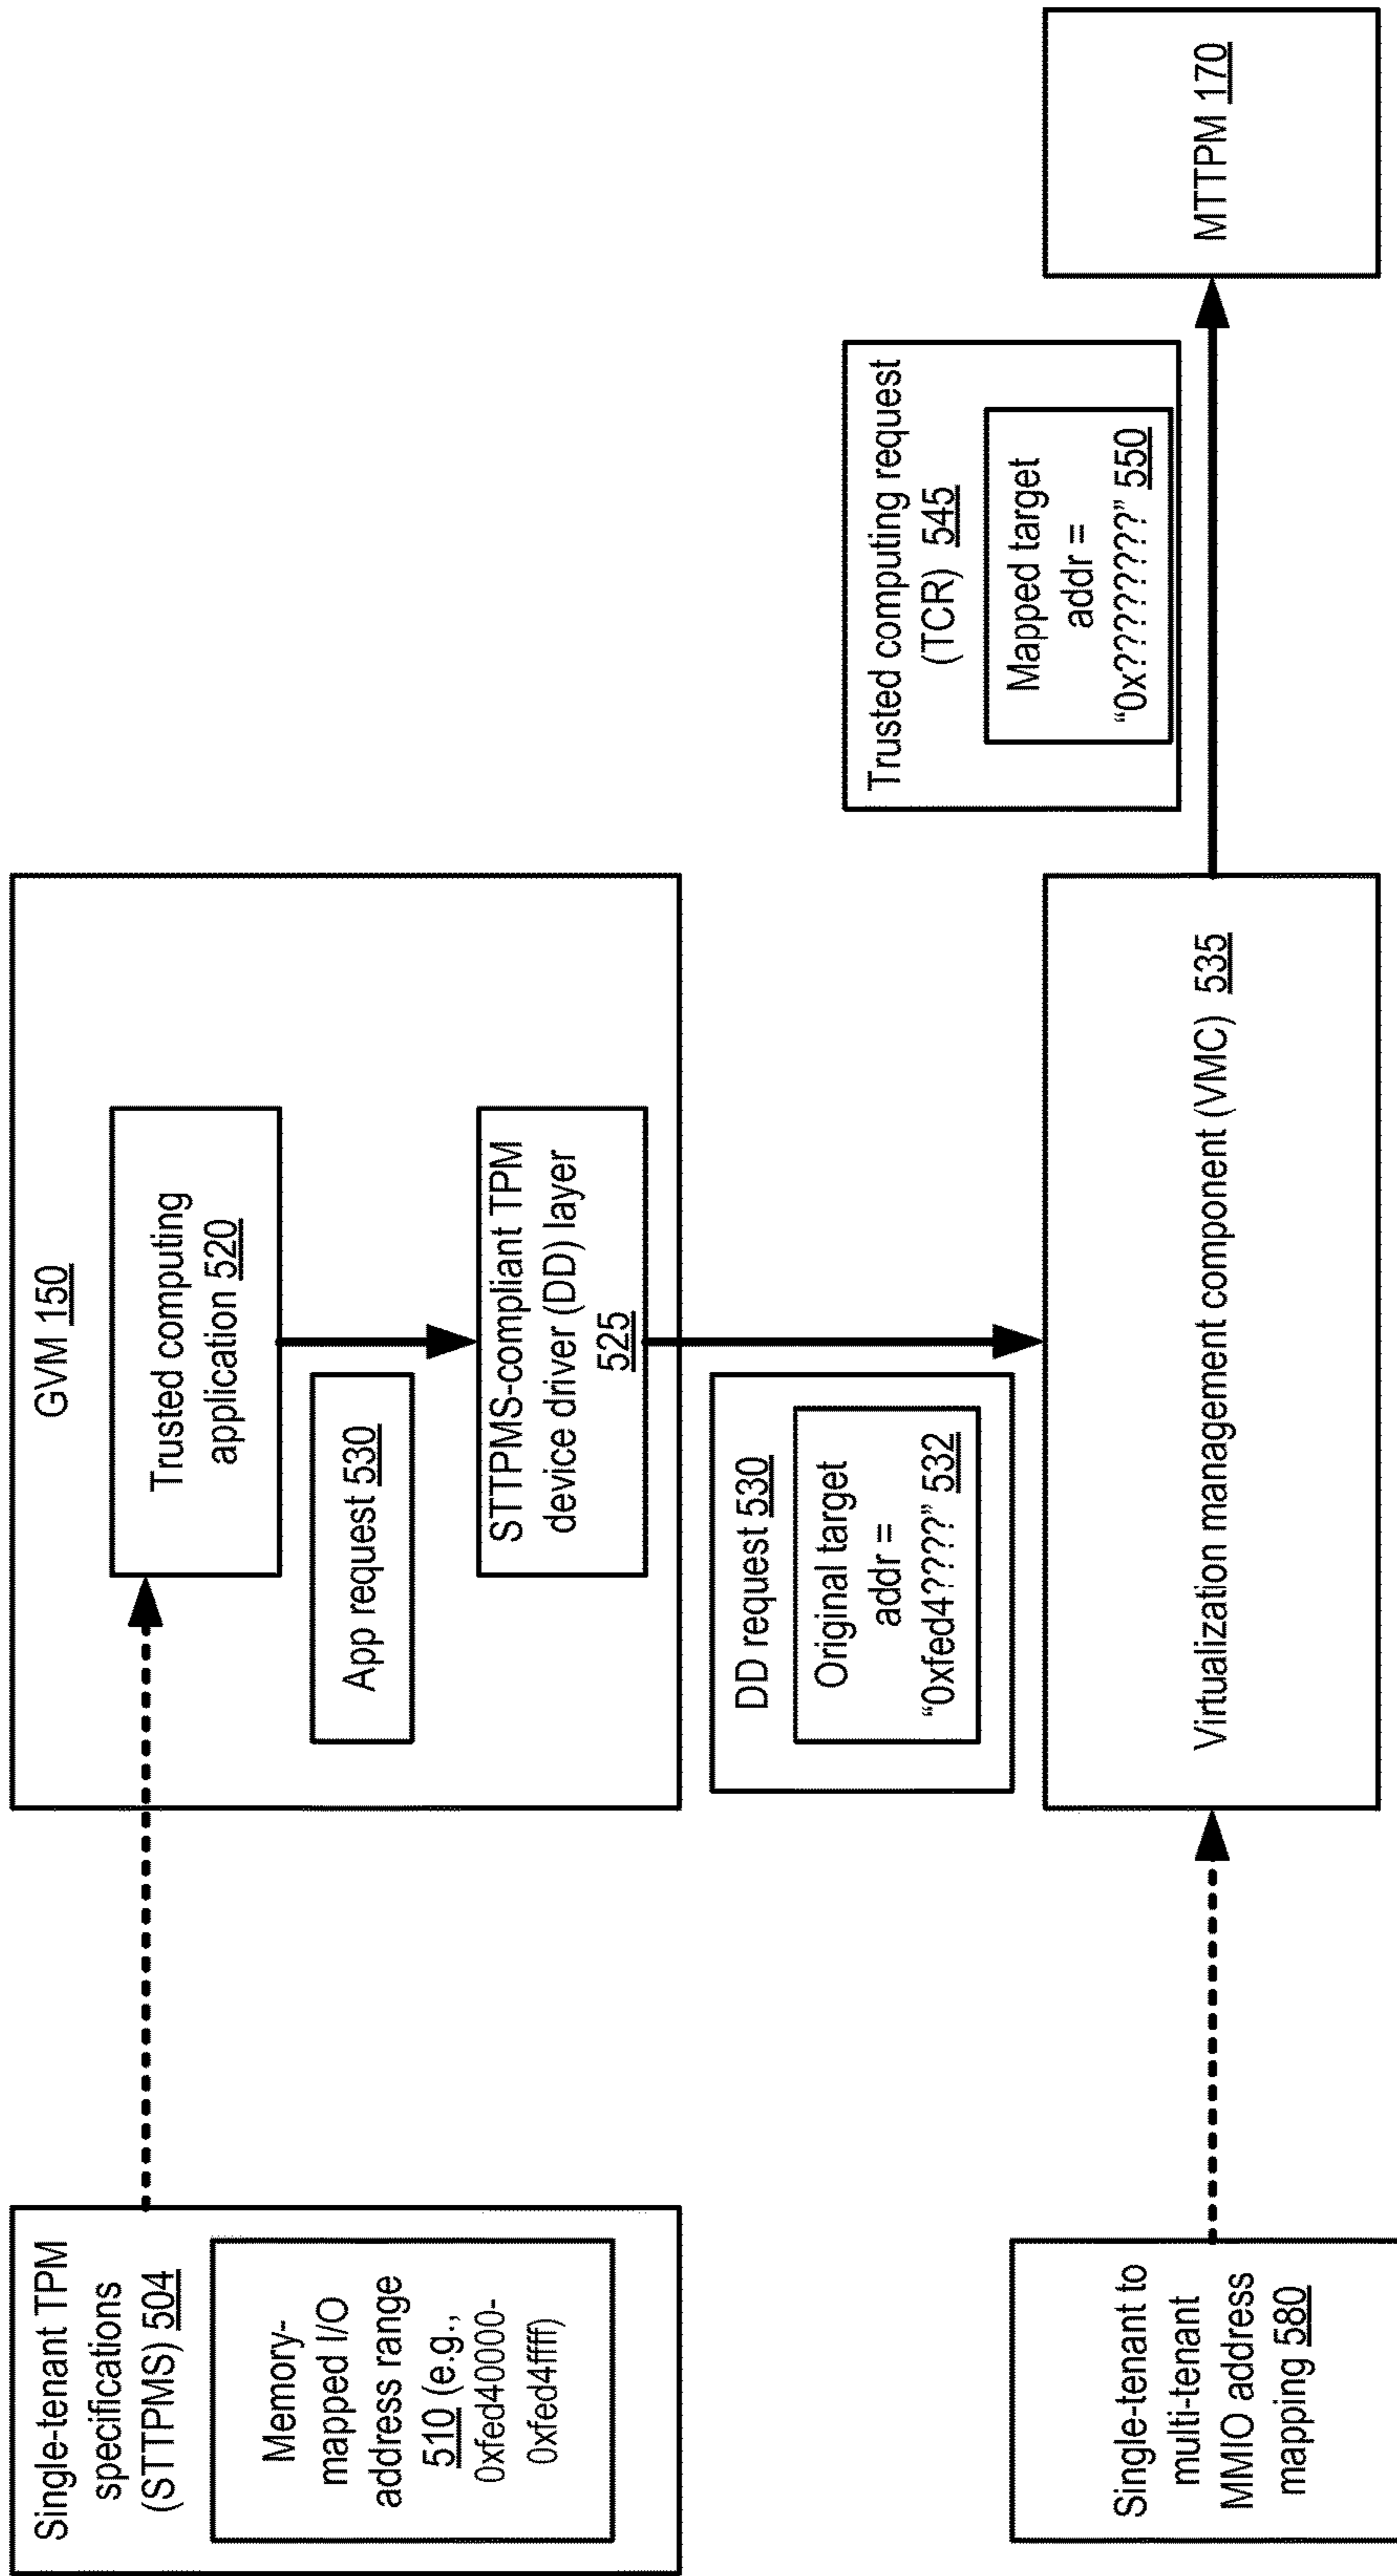 Single-tenant TPM
specifications
(STTPMS) 504
Memory-
mapped I/O
address range
510 (e.g.,
0xfed40000-
0xfed4ffff)
GVM 150
Trusted computing
application 520
App request 530
STTPMS-compliant TPM
device driver (DD) layer
525
DD request 530
Original target
addr =
“0xfed4????” 532
Single-tenant to
multi-tenant
MMIO address
mapping 580
Virtualization management component (VMC) 535
Trusted computing request
(TCR) 545
Mapped target
addr =
“0x????????” 550
MTTPM 170